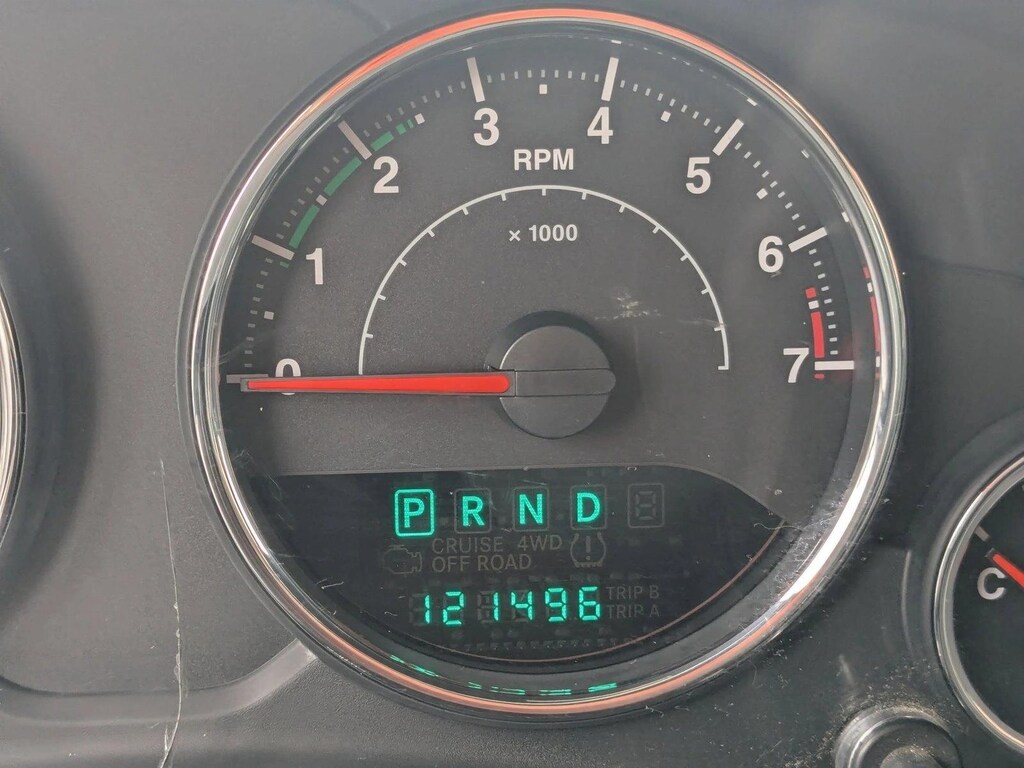 3 4
2 RPM 5
× 1000
1 6
0 7
P R N D
CRUISE 4WD
OFF ROAD
121496
TRIP B
TRIP A
C